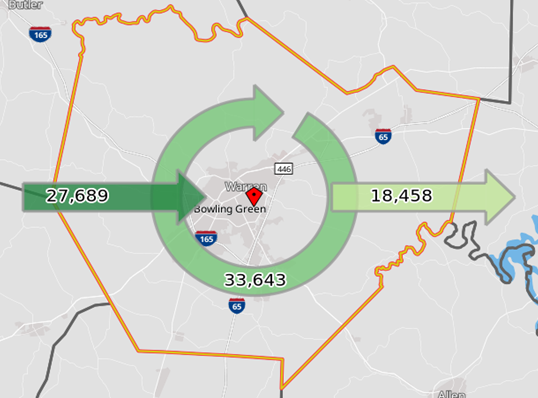 Butler
165
65
446
Warren
27,689
18,458
Bowling Green
165
33,643
65
Allen